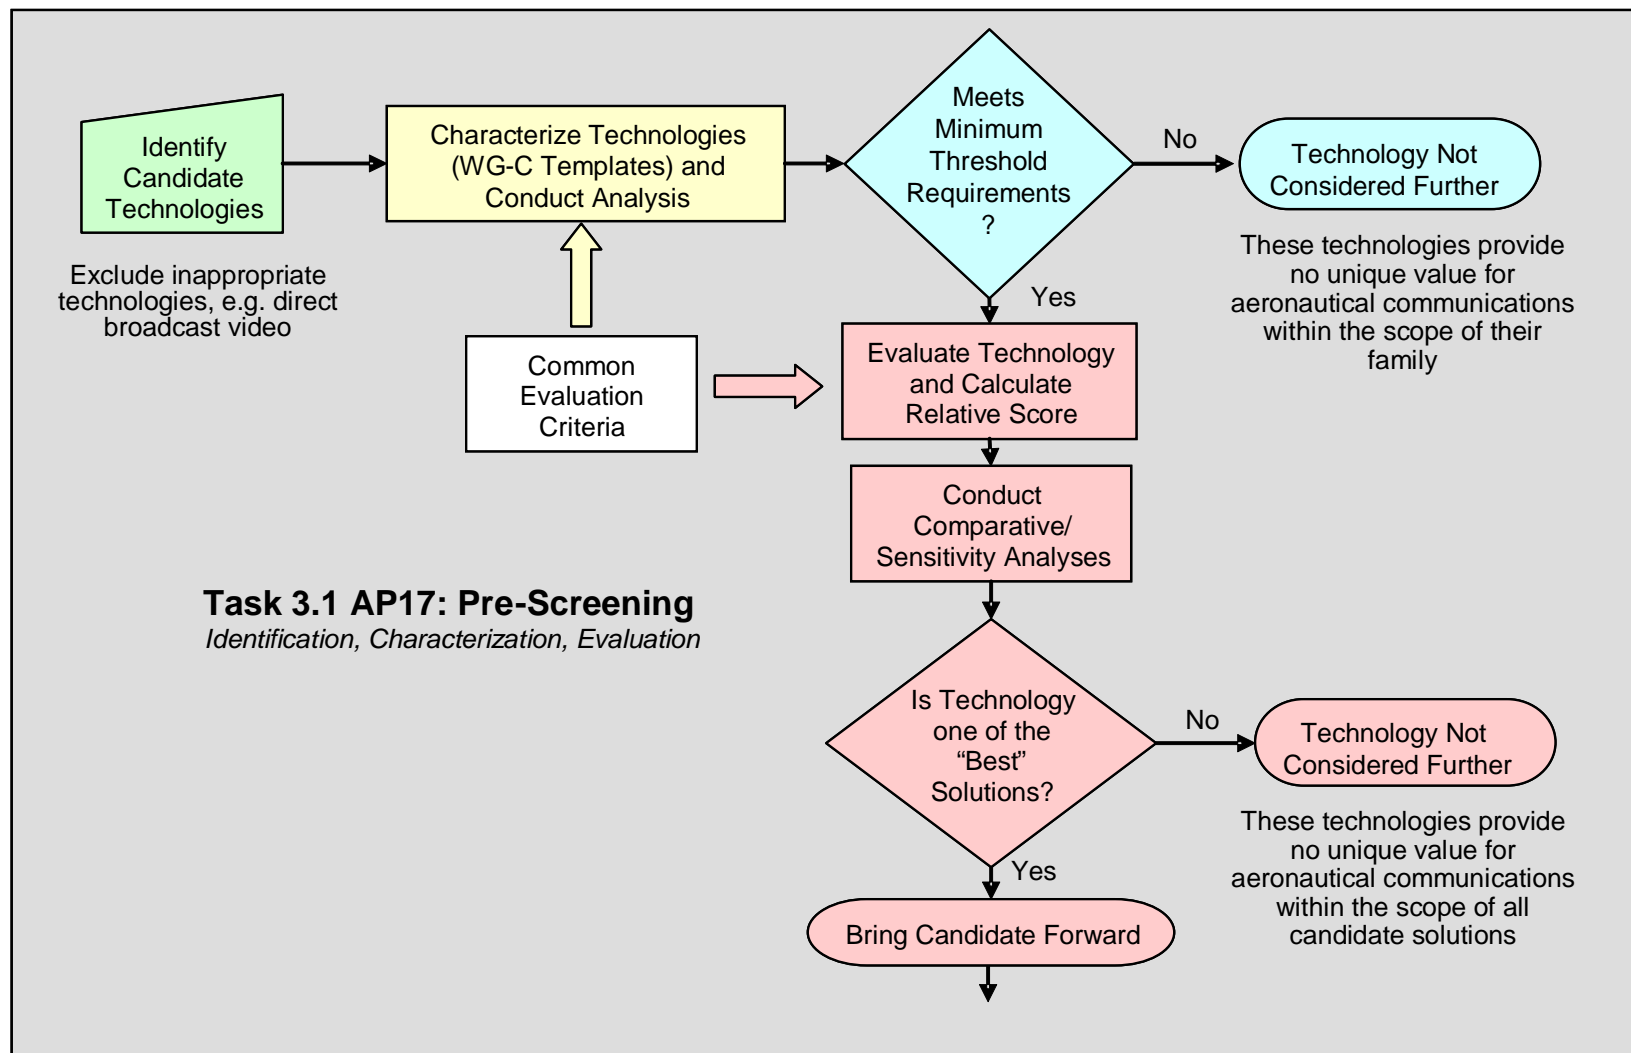 Identify
Candidate
Technologies
Exclude inappropriate
technologies, e.g. direct
broadcast video
Characterize Technologies
(WG-C Templates) and
Conduct Analysis
Common
Evaluation
Criteria
Meets
Minimum
Threshold
Requirements
?
No
Technology Not
Considered Further
These technologies provide
no unique value for
aeronautical communications
within the scope of their
family
Yes
Evaluate Technology
and Calculate
Relative Score
Conduct
Comparative/
Sensitivity Analyses
Task 3.1 AP17: Pre-Screening
Identification, Characterization, Evaluation
Is Technology
one of the
“Best”
Solutions?
No
Technology Not
Considered Further
These technologies provide
no unique value for
aeronautical communications
within the scope of all
candidate solutions
Yes
Bring Candidate Forward